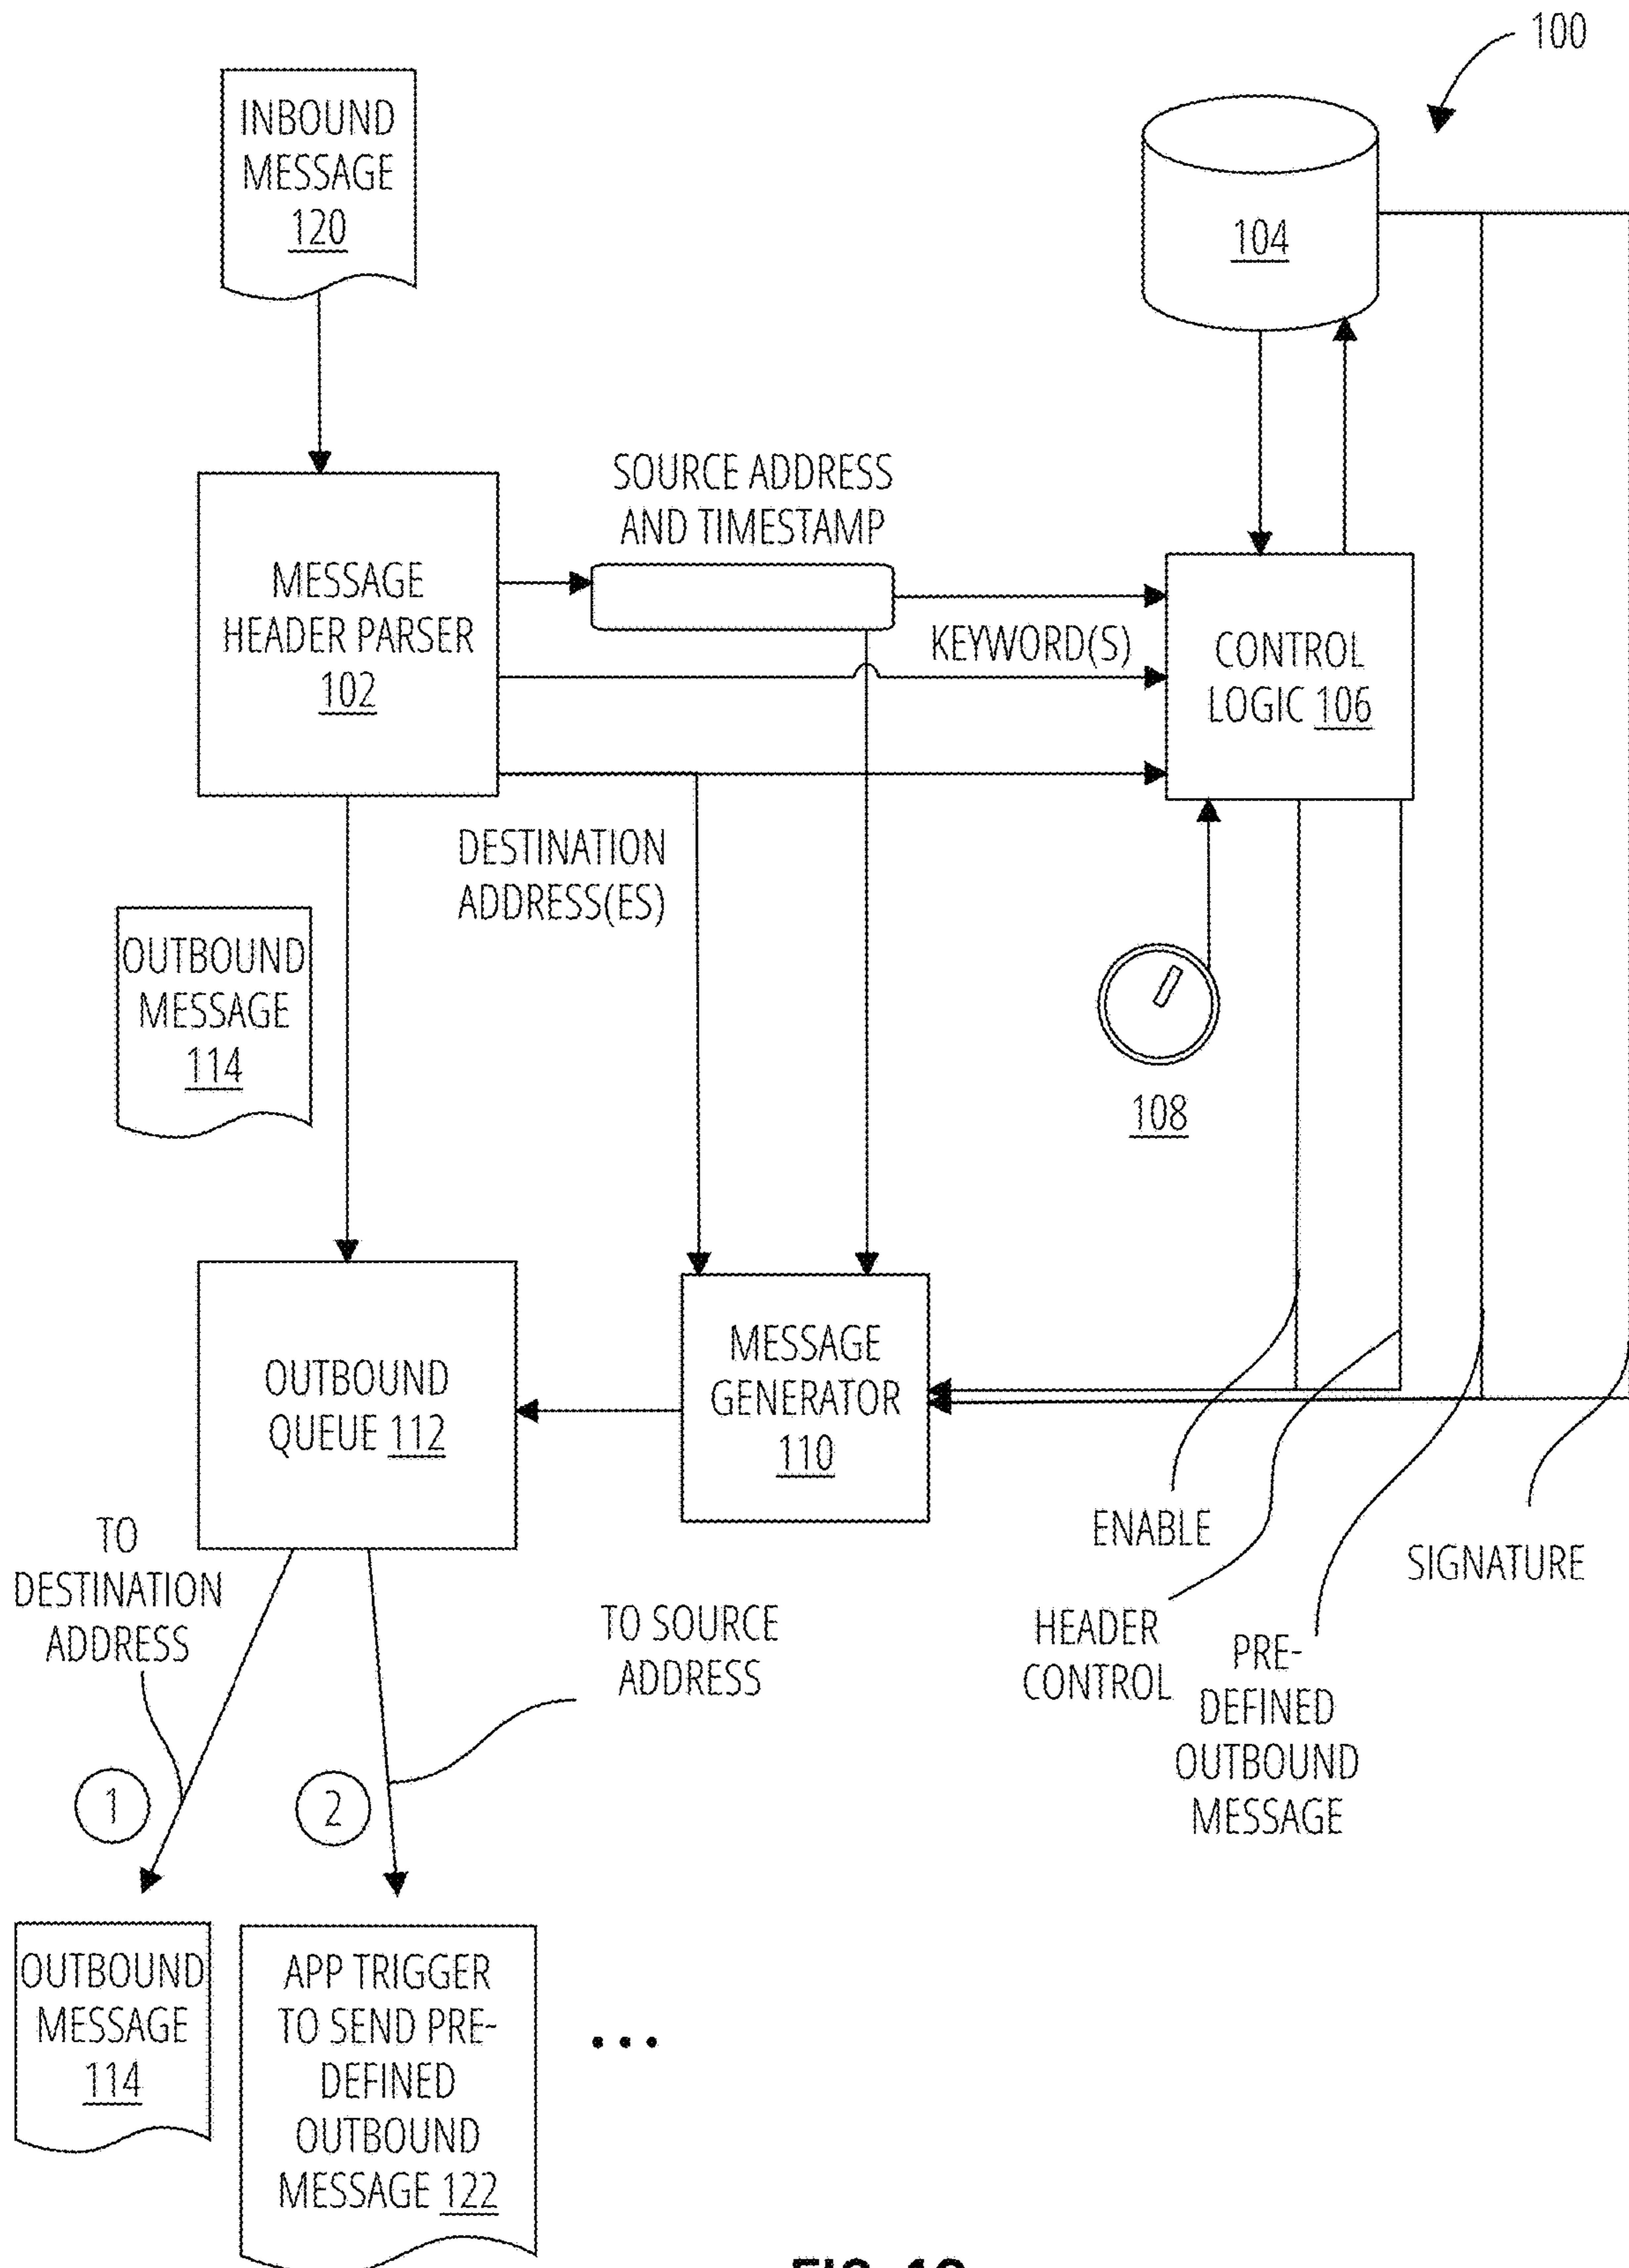 100
INBOUND
MESSAGE
120
104
SOURCE ADDRESS
AND TIMESTAMP
MESSAGE
HEADER PARSER
102
KEYWORD(S)
CONTROL
LOGIC 106
DESTINATION
ADDRESS(ES)
OUTBOUND
MESSAGE
114
108
OUTBOUND
QUEUE 112
MESSAGE
GENERATOR
110
ENABLE
HEADER
CONTROL
PRE-
DEFINED
OUTBOUND
MESSAGE
SIGNATURE
TO
DESTINATION
ADDRESS
TO SOURCE
ADDRESS
1
2
OUTBOUND
MESSAGE
114
APP TRIGGER
TO SEND PRE-
DEFINED
OUTBOUND
MESSAGE 122
...